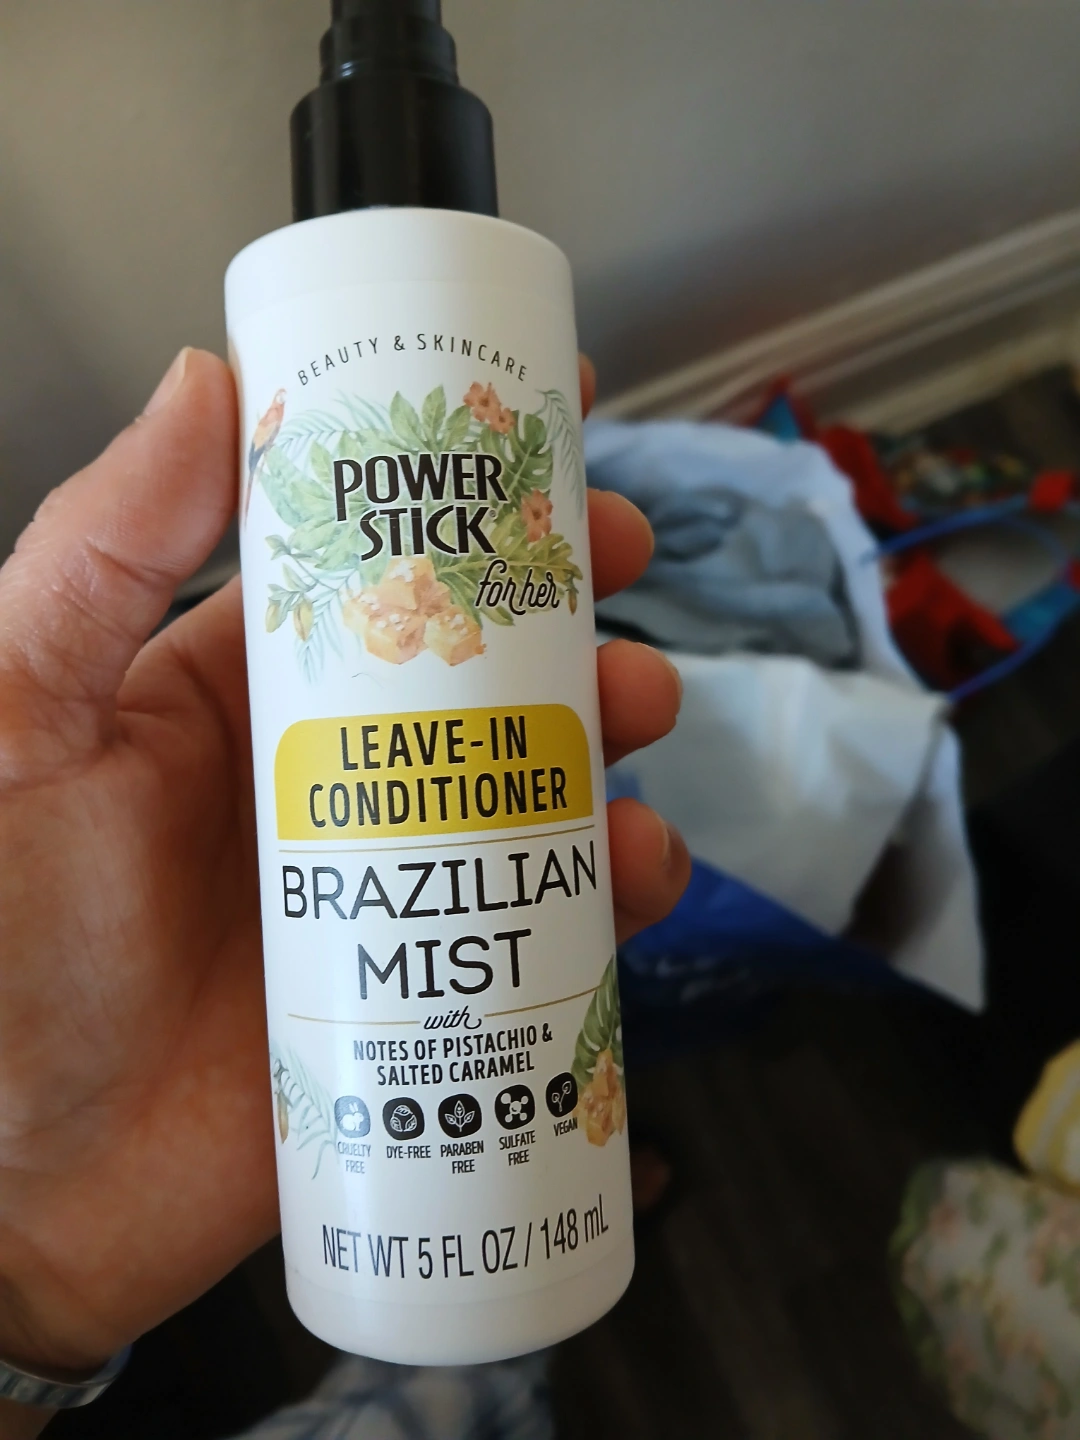 BEAUTY & SKINCARE
POWER
STICK®
for her
LEAVE-IN
CONDITIONER
BRAZILIAN
MIST
with
NOTES OF PISTACHIO &
SALTED CARAMEL
CRUELTY FREE
DYE-FREE
PARABEN FREE
SULFATE FREE
VEGAN
NET WT 5 FL OZ / 148 mL